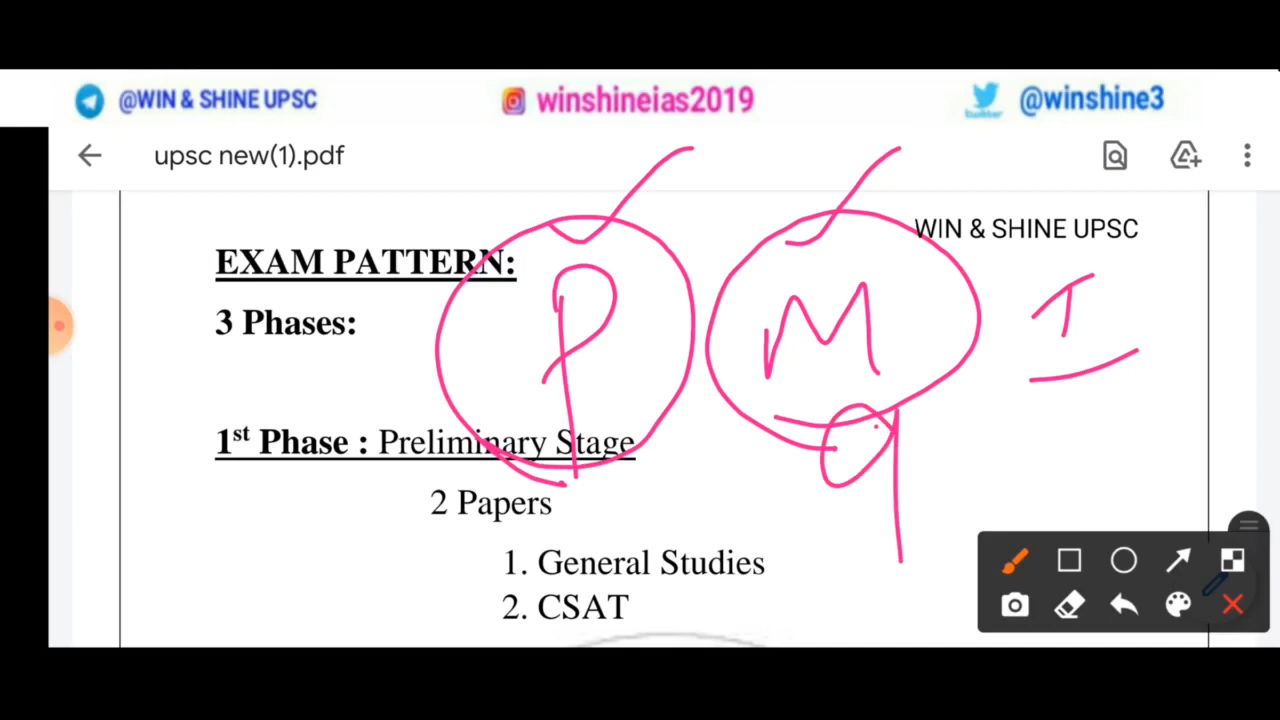 @WIN & SHINE UPSC winshineias2019 @winshine3
upsc new(1).pdf
WIN & SHINE UPSC
EXAM PATTERN:
3 Phases:
P M I
9
1st Phase : Preliminary Stage
2 Papers
1. General Studies
2. CSAT